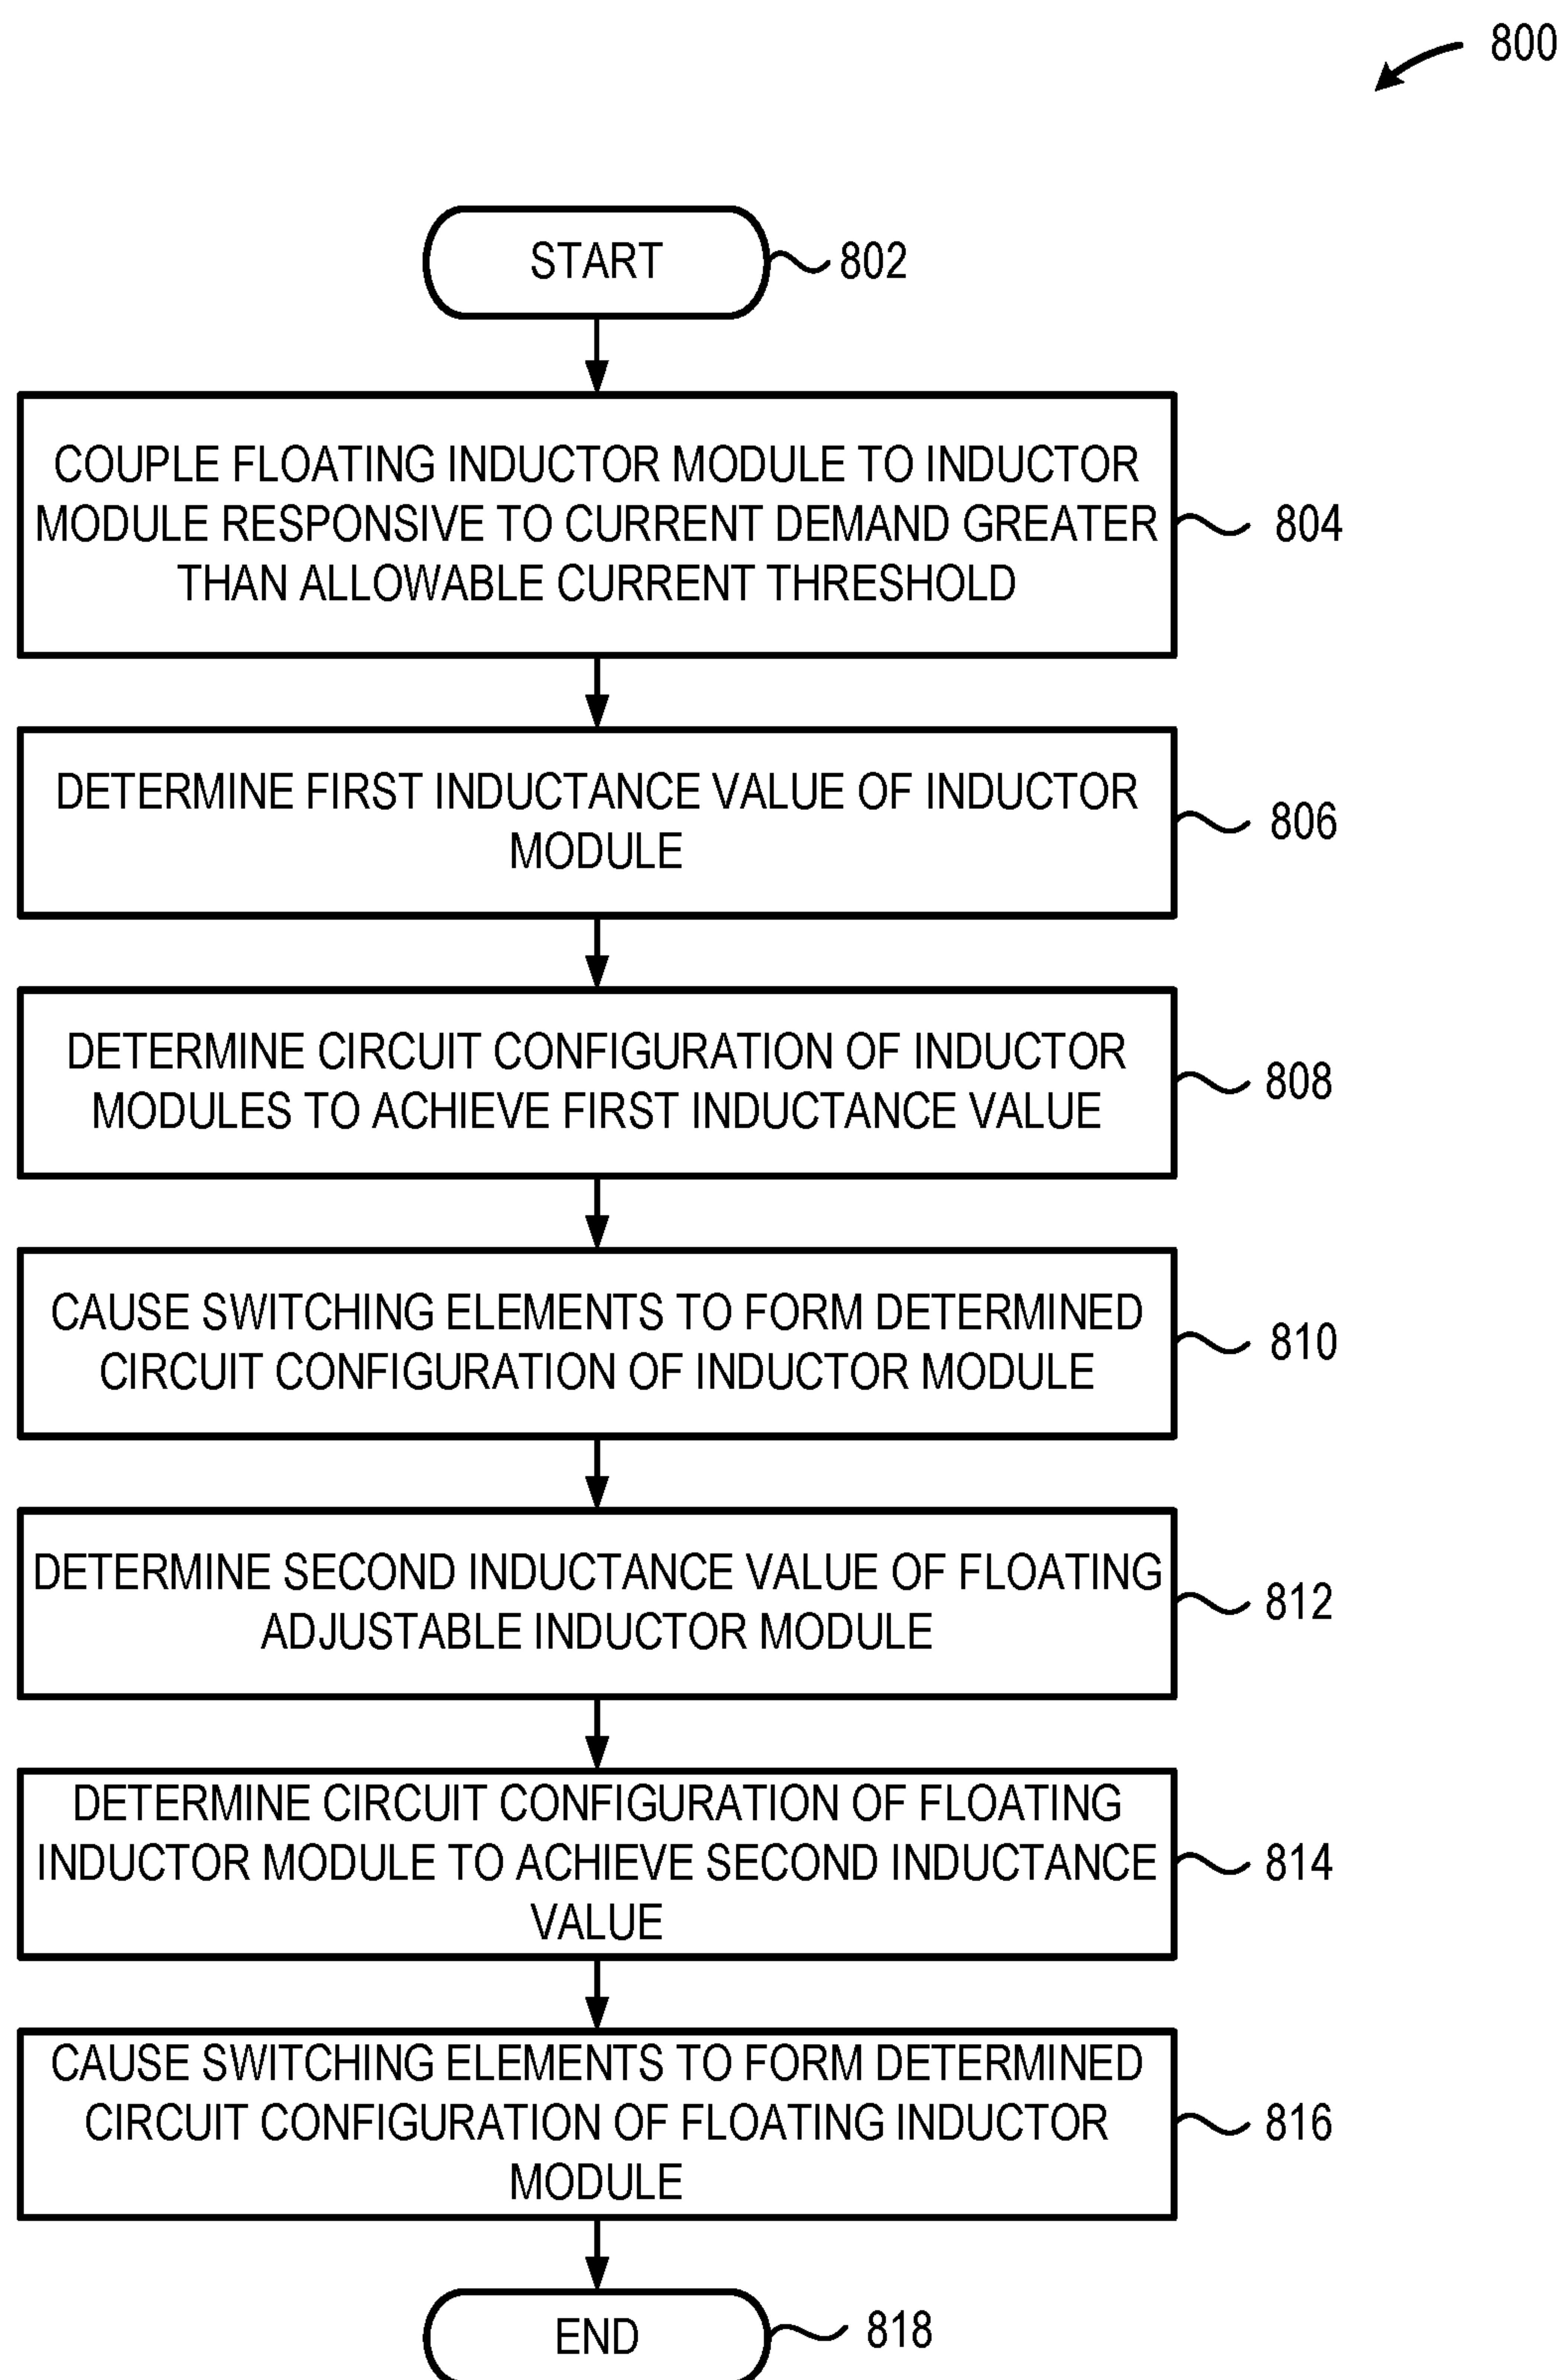 800
START
802
COUPLE FLOATING INDUCTOR MODULE TO INDUCTOR
MODULE RESPONSIVE TO CURRENT DEMAND GREATER
THAN ALLOWABLE CURRENT THRESHOLD
804
DETERMINE FIRST INDUCTANCE VALUE OF INDUCTOR
MODULE
806
DETERMINE CIRCUIT CONFIGURATION OF INDUCTOR
MODULES TO ACHIEVE FIRST INDUCTANCE VALUE
808
CAUSE SWITCHING ELEMENTS TO FORM DETERMINED
CIRCUIT CONFIGURATION OF INDUCTOR MODULE
810
DETERMINE SECOND INDUCTANCE VALUE OF FLOATING
ADJUSTABLE INDUCTOR MODULE
812
DETERMINE CIRCUIT CONFIGURATION OF FLOATING
INDUCTOR MODULE TO ACHIEVE SECOND INDUCTANCE
VALUE
814
CAUSE SWITCHING ELEMENTS TO FORM DETERMINED
CIRCUIT CONFIGURATION OF FLOATING INDUCTOR
MODULE
816
END
818